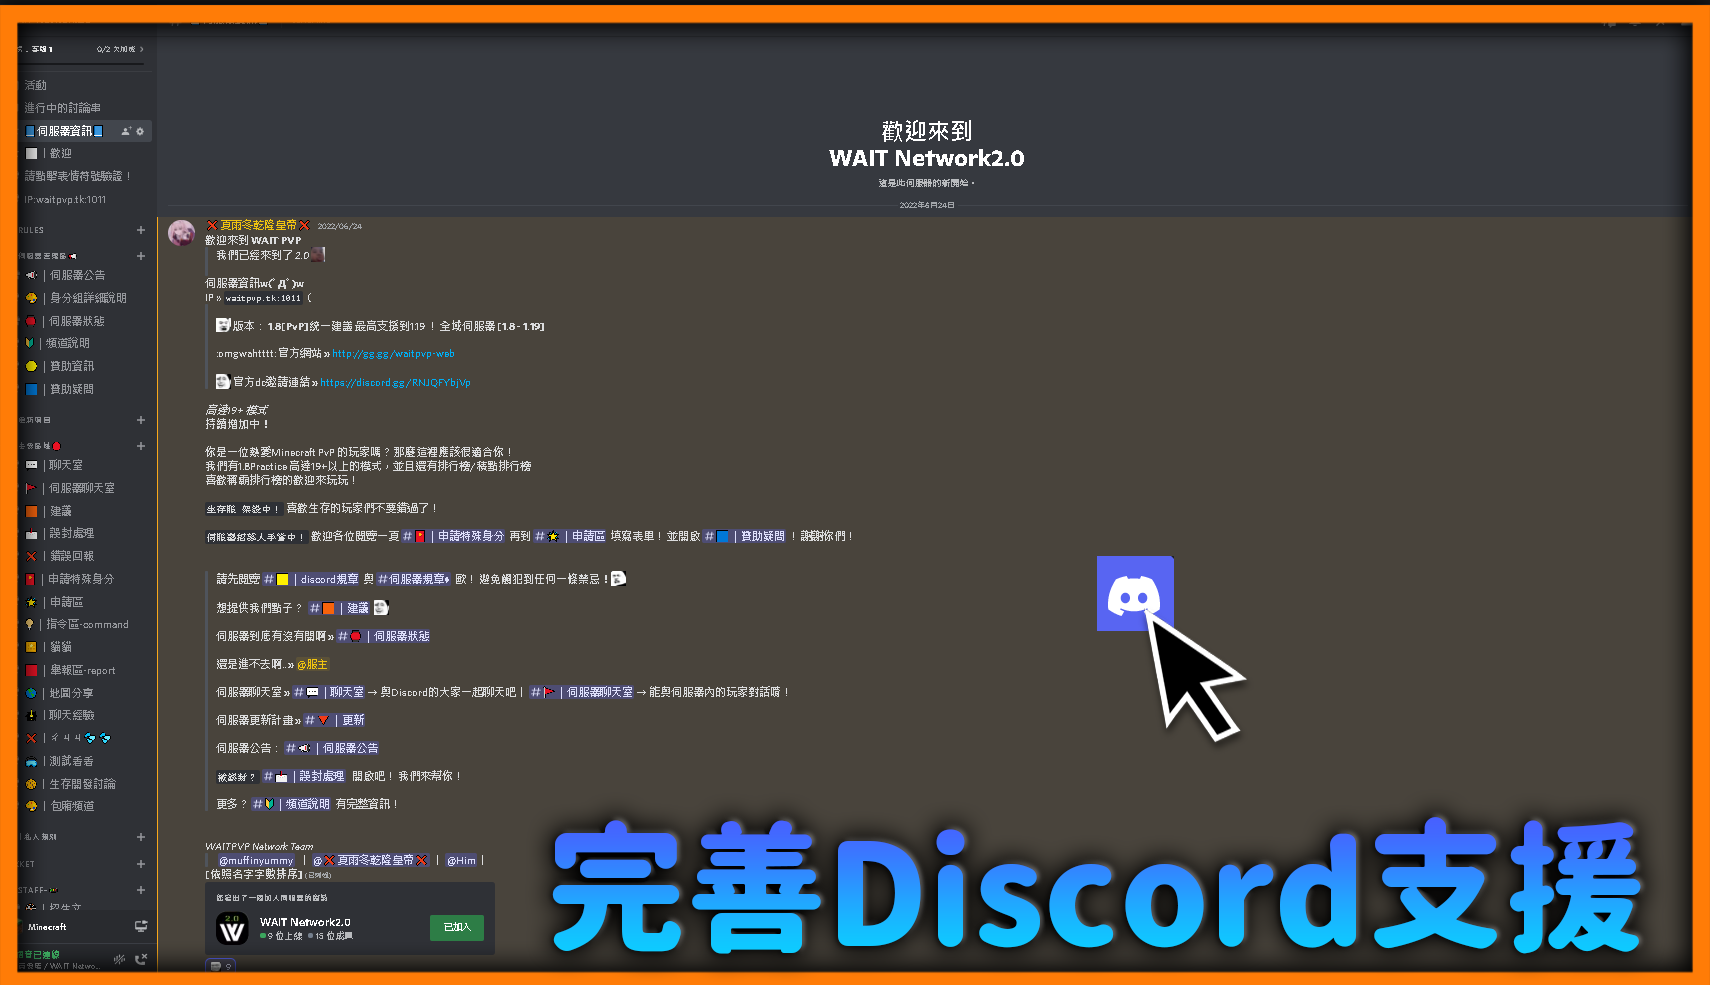 0/2 次加成
活動
進行中的討論串
伺服器資訊
| 歡迎
請點擊表情符號驗證！
IP:waitpvp.tk:1011
RULES
| 伺服器公告
| 身分組詳細說明
| 伺服器狀態
| 頻道說明
| 贊助資訊
| 贊助疑問
| 聊天室
| 伺服器聊天室
| 建議
| 誤封處理
| 錯誤回報
| 申請特殊身分
| 申請區
| 指令區-command
| 貓貓
| 舉報區-report
| 地圖分享
| 聊天經驗
| ㄔㄐㄐ
| 測試看看
| 生存開發討論
| 包廂頻道
STAFF-
Minecraft
/ WAIT Netwo...
歡迎來到
WAIT Network2.0
這是此伺服器的新開始。
2022年6月24日
夏雨冬乾隆皇帝 2022/06/24
歡迎來到 WAIT PVP
我們已經來到了 2.0
伺服器資訊w(ﾟДﾟ)w
IP » waitpvp.tk:1011 (
版本： 1.8[PvP]統一建議 最高支援到1.19 ！ 全域伺服器 [1.8 - 1.19]
:omgwahtttt: 官方網站 » http://gg.gg/waitpvp-web
官方dc邀請連結 » https://discord.gg/RNJQFYbjVp
高達19+ 模式
持續增加中！
你是一位熱愛Minecraft PvP 的玩家嗎？那麼這裡應該很適合你！
我們有1.8Practice 高達19+以上的模式，並且還有排行榜/積點排行榜
喜歡稱霸排行榜的歡迎來玩玩！
生存服 架設中！ 喜歡生存的玩家們不要錯過了！
伺服器招募人手當中！ 歡迎各位閱覽一頁 # | 申請特殊身分 再到 # | 申請區 填寫表單！並開啟 # | 贊助疑問 ！謝謝你們！
請先閱覽 # | discord規章 與 #伺服器規章 歐！避免觸犯到任何一條禁忌！
想提供我們點子？ # | 建議
伺服器到底有沒有開啊» # | 伺服器狀態
還是進不去啊..» @服主
伺服器聊天室» # | 聊天室 → 與Discord的大家一起聊天吧 | # | 伺服器聊天室 → 能與伺服器內的玩家對話唷！
伺服器更新計畫» # | 更新
伺服器公告： # | 伺服器公告
被誤封？ # | 誤封處理 開啟吧！我們來幫你！
更多？ # | 頻道說明 有完整資訊！
WAITPVP Network Team
@muffinyummy | @夏雨冬乾隆皇帝 | @Him |
[依照名字字數排序] (已編輯)
2.0
W
WAIT Network2.0
9 位上線 15 位成員
已加入
完善Discord支援